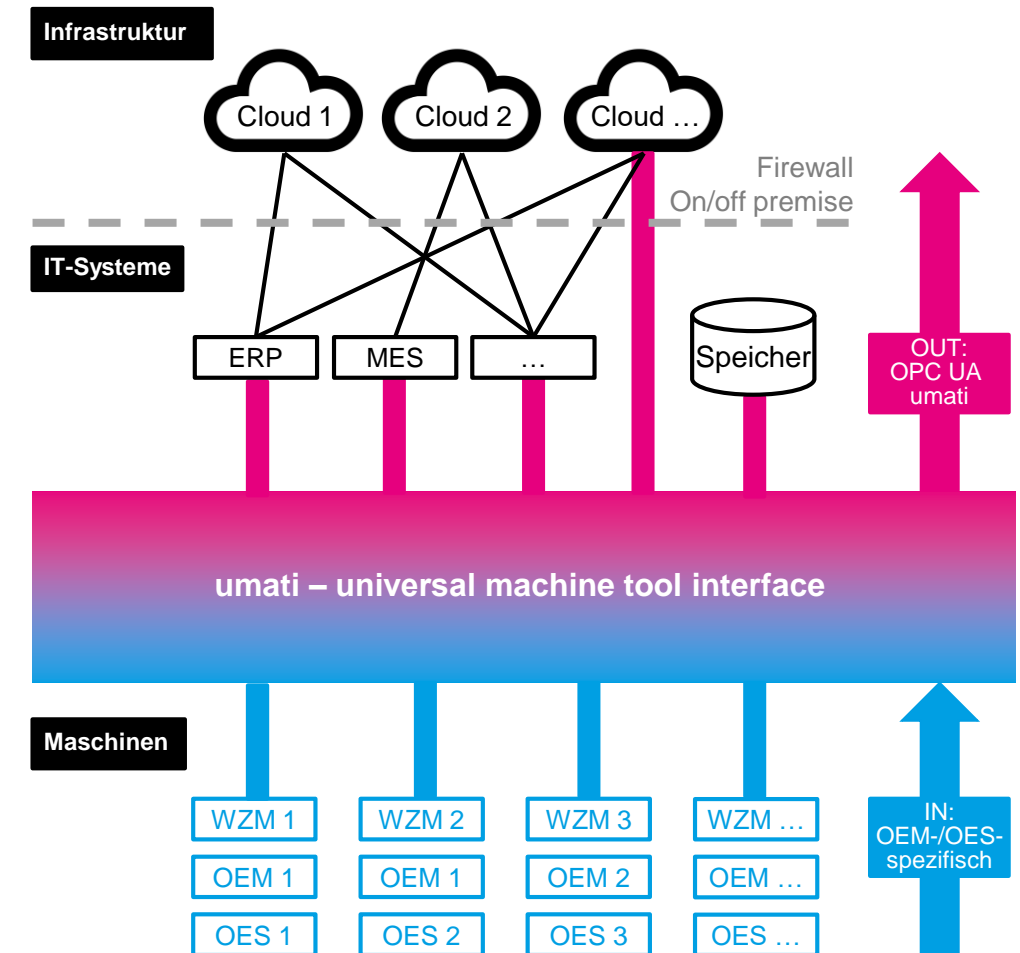 Infrastruktur
Cloud 1
Cloud 2
Cloud …
Firewall
On/off premise
IT-Systeme
ERP
MES
…
Speicher
OUT:
OPC UA
umati
umati – universal machine tool interface
Maschinen
WZM 1
WZM 2
WZM 3
WZM …
IN:
OEM-/OES-
spezifisch
OEM 1
OEM 1
OEM 2
OEM …
OES 1
OES 2
OES 3
OES …